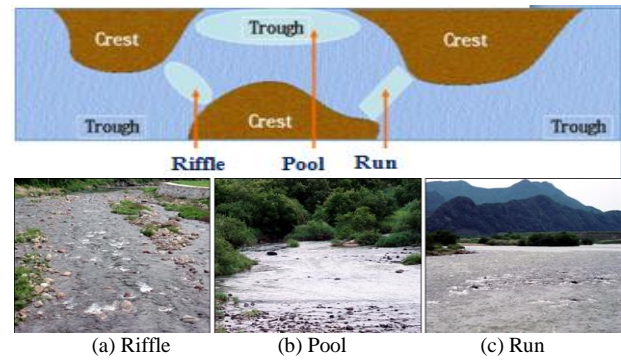 Crest
Trough
Crest
Trough
Crest
Trough
Riffle
Pool
Run
(a) Riffle
(b) Pool
(c) Run